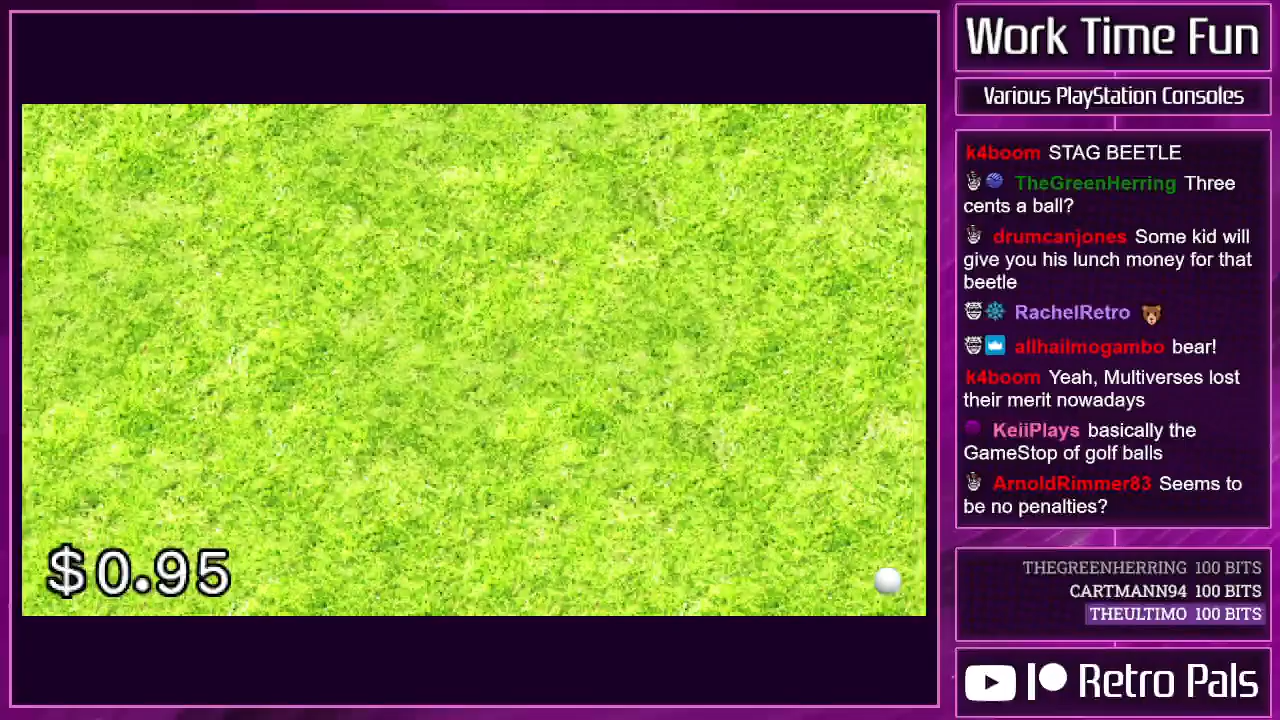 Work Time Fun
Various PlayStation Consoles
k4boom STAG BEETLE
TheGreenHerring Three
cents a ball?
drumcanjones Some kid will
give you his lunch money for that
beetle
RachelRetro
allhailmogambo bear!
k4boom Yeah, Multiverses lost
their merit nowadays
KeiiPlays basically the
GameStop of golf balls
ArnoldRimmer83 Seems to
be no penalties?
$0.95
THEGREENHERRING 100 BITS
CARTMANN94 100 BITS
THEULTIMO 100 BITS
Retro Pals